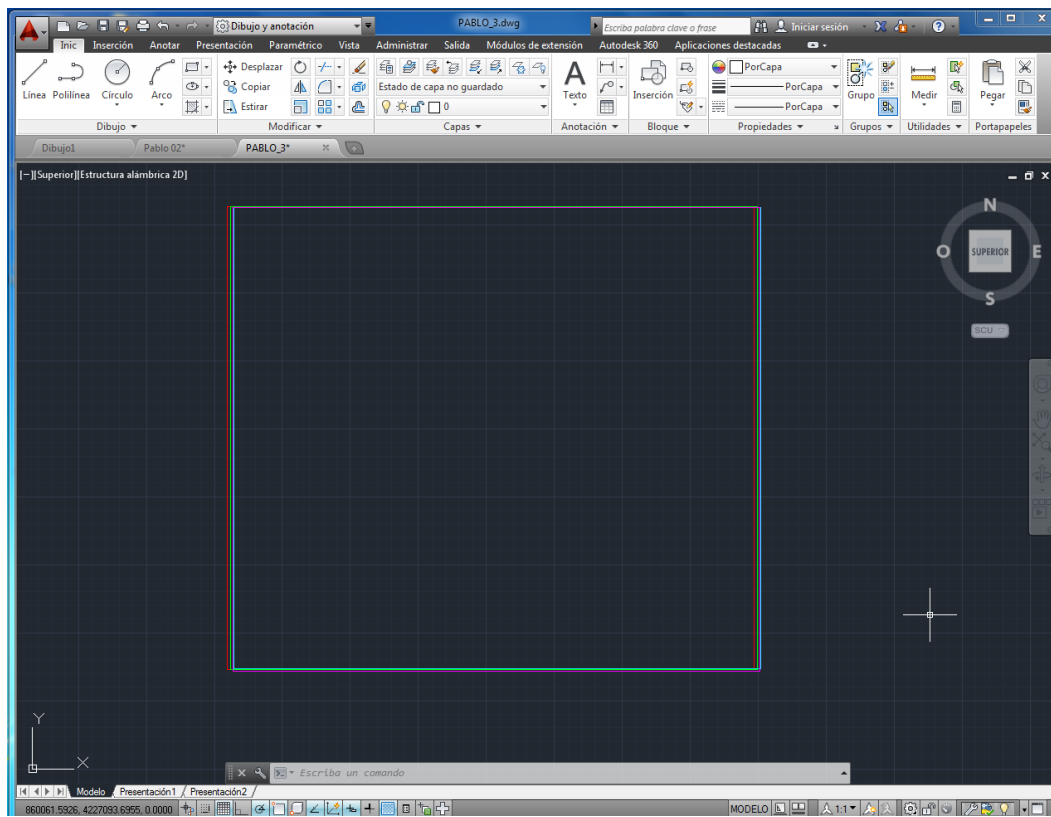 Dibujo y anotación PABLO_3.dwg Escriba palabra clave o frase Iniciar sesión ?
Inic Inserción Anotar Presentación Paramétrico Vista Administrar Salida Módulos de extensión Autodesk 360 Aplicaciones destacadas
Línea Polilínea Círculo Arco Desplazar Copiar Estirar Estado de capa no guardado 0 A Texto Inserción PorCapa PorCapa PorCapa Grupo Medir Pegar
Dibujo Modificar Capas Anotación Bloque Propiedades Grupos Utilidades Portapapeles
Dibujo1 Pablo 02* PABLO_3*
[−][Superior][Estructura alámbrica 2D]
N
O SUPERIOR E
S
SCU
Y
X
Escriba un comando
Modelo Presentación1 Presentación2
860061.5926, 4227093.6955, 0.0000 MODELO 1:1